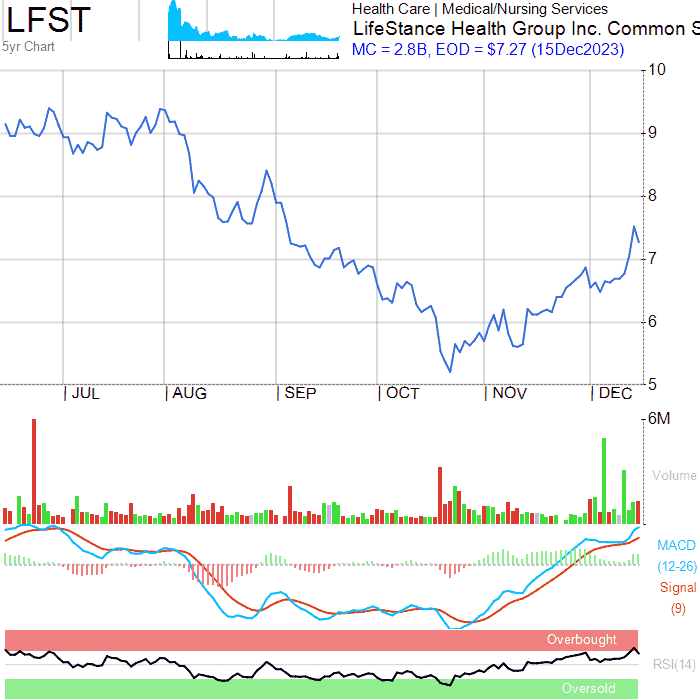 LFST
5yr Chart
Health Care | Medical/Nursing Services
LifeStance Health Group Inc. Common S
MC = 2.8B, EOD = $7.27 (15Dec2023)
10
9
8
7
6
5
JUL AUG SEP OCT NOV DEC
6M
Volume
MACD
(12-26)
Signal
(9)
Overbought
RSI(14)
Oversold